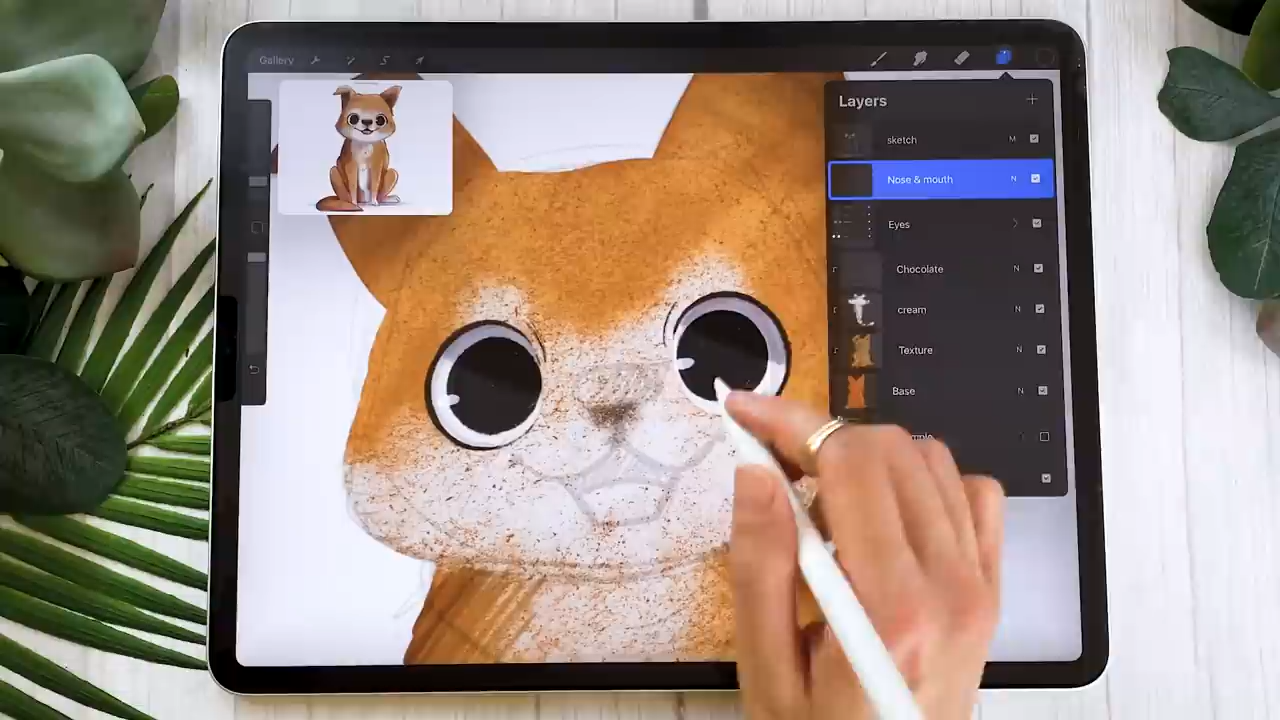 Gallery
Layers
sketch M
Nose & mouth N
Eyes
Chocolate N
cream N
Texture N
Base N